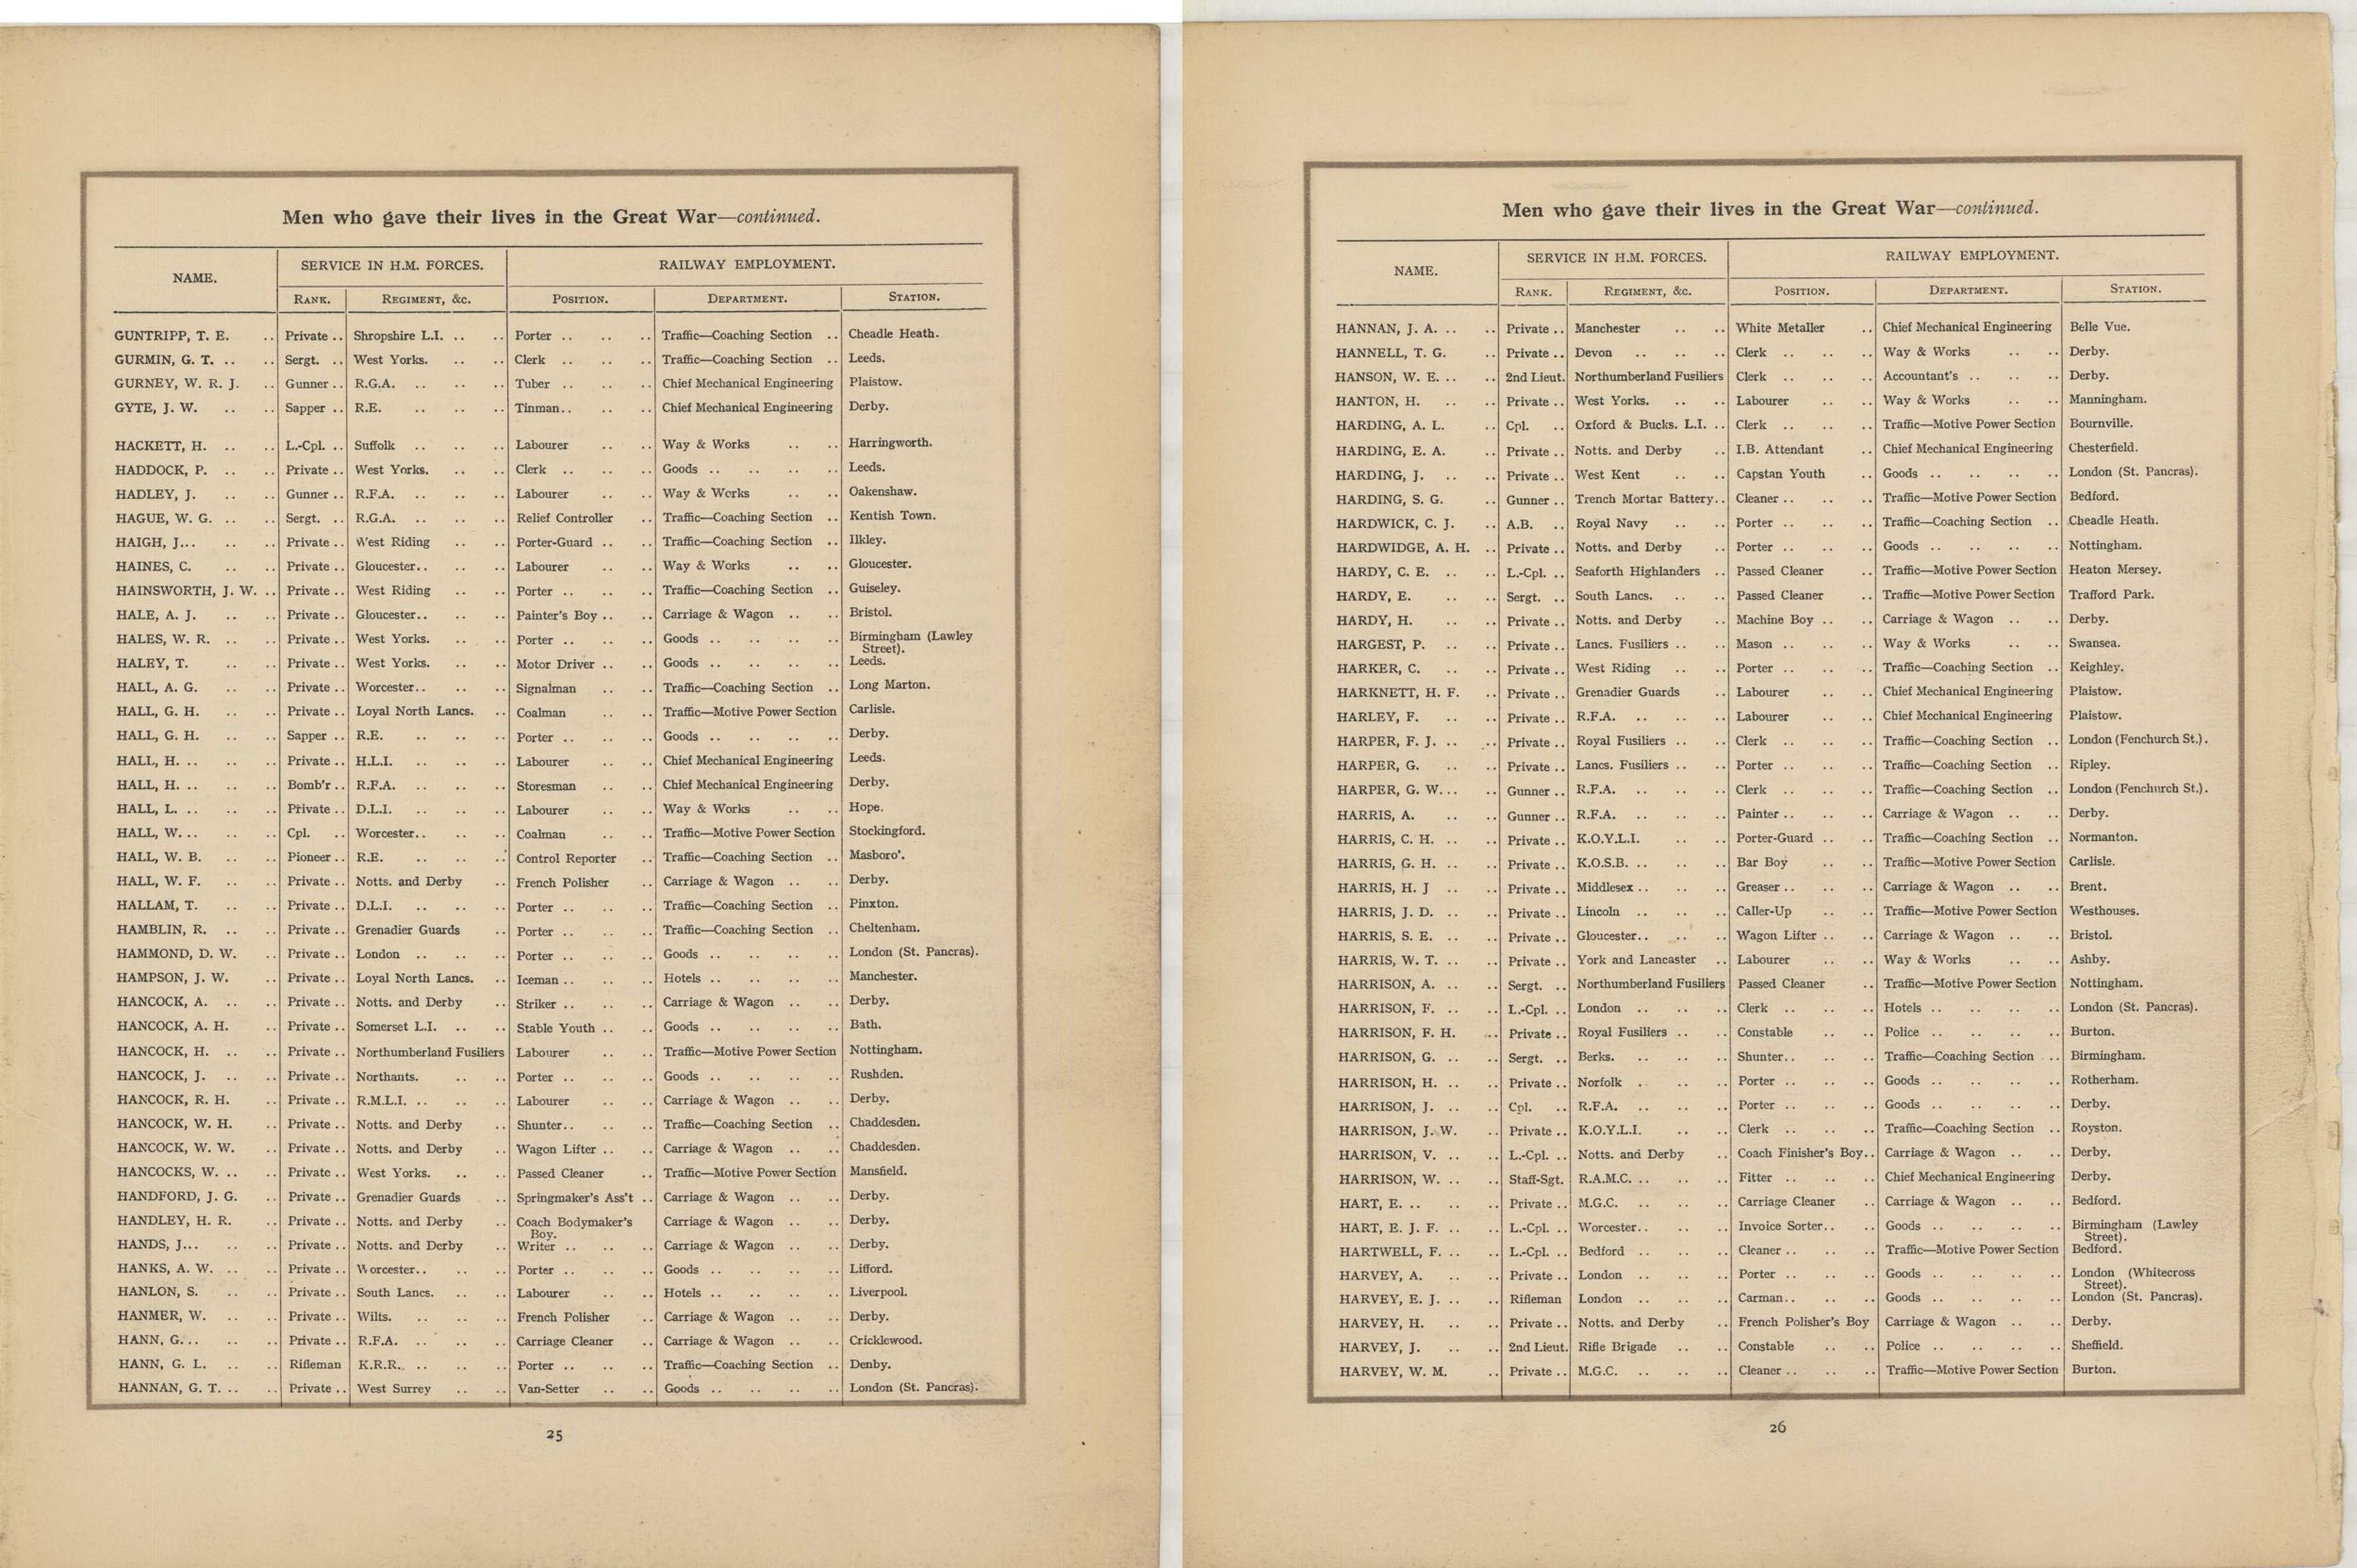 Men who gave their lives in the Great War—continued.
NAME. SERVICE IN H.M. FORCES. RAILWAY EMPLOYMENT.
RANK. REGIMENT, &c. POSITION. DEPARTMENT. STATION.
GUNTRIPP, T. E. .. Private .. Shropshire L.I. .. .. Porter .. .. .. Traffic—Coaching Section .. Cheadle Heath.
GURMIN, G. T. .. .. Sergt. .. West Yorks. .. .. Clerk .. .. .. Traffic—Coaching Section .. Leeds.
GURNEY, W. R. J. .. Gunner .. R.G.A. .. .. .. Tuber .. .. .. Chief Mechanical Engineering Plaistow.
GYTE, J. W. .. .. Sapper .. R.E. .. .. .. Tinman .. .. .. Chief Mechanical Engineering Derby.
HACKETT, H. .. .. L.-Cpl. .. Suffolk .. .. .. Labourer .. .. Way & Works .. .. Harringworth.
HADDOCK, P. .. .. Private .. West Yorks. .. .. Clerk .. .. .. Goods .. .. .. .. Leeds.
HADLEY, J. .. .. Gunner .. R.F.A. .. .. .. Labourer .. .. Way & Works .. .. Oakenshaw.
HAGUE, W. G. .. .. Sergt. .. R.G.A. .. .. .. Relief Controller .. Traffic—Coaching Section .. Kentish Town.
HAIGH, J... .. .. Private .. West Riding .. .. Porter-Guard .. .. Traffic—Coaching Section .. Ilkley.
HAINES, C. .. .. Private .. Gloucester.. .. .. Labourer .. .. Way & Works .. .. Gloucester.
HAINSWORTH, J. W. .. Private .. West Riding .. .. Porter .. .. .. Traffic—Coaching Section .. Guiseley.
HALE, A. J. .. .. Private .. Gloucester.. .. .. Painter's Boy .. .. Carriage & Wagon .. .. Bristol.
HALES, W. R. .. .. Private .. West Yorks. .. .. Porter .. .. .. Goods .. .. .. .. Birmingham (Lawley
Street).
HALEY, T. .. .. Private .. West Yorks. .. .. Motor Driver .. .. Goods .. .. .. .. Leeds.
HALL, A. G. .. .. Private .. Worcester.. .. .. Signalman .. .. Traffic—Coaching Section .. Long Marton.
HALL, G. H. .. .. Private .. Loyal North Lancs. .. Coalman .. .. Traffic—Motive Power Section Carlisle.
HALL, G. H. .. .. Sapper .. R.E. .. .. .. Porter .. .. .. Goods .. .. .. .. Derby.
HALL, H. .. .. .. Private .. H.L.I. .. .. .. Labourer .. .. Chief Mechanical Engineering Leeds.
HALL, H. .. .. .. Bomb'r .. R.F.A. .. .. .. Storesman .. .. Chief Mechanical Engineering Derby.
HALL, L. .. .. .. Private .. D.L.I. .. .. .. Labourer .. .. Way & Works .. .. Hope.
HALL, W... .. .. Cpl. .. Worcester.. .. .. Coalman .. .. Traffic—Motive Power Section Stockingford.
HALL, W. B. .. .. Pioneer .. R.E. .. .. .. Control Reporter .. Traffic—Coaching Section .. Masboro'.
HALL, W. F. .. .. Private .. Notts. and Derby .. French Polisher .. Carriage & Wagon .. .. Derby.
HALLAM, T. .. .. Private .. D.L.I. .. .. .. Porter .. .. .. Traffic—Coaching Section .. Pinxton.
HAMBLIN, R. .. .. Private .. Grenadier Guards .. Porter .. .. .. Traffic—Coaching Section .. Cheltenham.
HAMMOND, D. W. .. Private .. London .. .. .. Porter .. .. .. Goods .. .. .. .. London (St. Pancras).
HAMPSON, J. W. .. Private .. Loyal North Lancs. .. Iceman .. .. .. Hotels .. .. .. .. Manchester.
HANCOCK, A. .. .. Private .. Notts. and Derby .. Striker .. .. .. Carriage & Wagon .. .. Derby.
HANCOCK, A. H. .. Private .. Somerset L.I. .. .. Stable Youth .. .. Goods .. .. .. .. Bath.
HANCOCK, H. .. .. Private .. Northumberland Fusiliers Labourer .. .. Traffic—Motive Power Section Nottingham.
HANCOCK, J. .. .. Private .. Northants. .. .. Porter .. .. .. Goods .. .. .. .. Rushden.
HANCOCK, R. H. .. Private .. R.M.L.I. .. .. .. Labourer .. .. Carriage & Wagon .. .. Derby.
HANCOCK, W. H. .. Private .. Notts. and Derby .. Shunter.. .. .. Traffic—Coaching Section .. Chaddesden.
HANCOCK, W. W. .. Private .. Notts. and Derby .. Wagon Lifter .. .. Carriage & Wagon .. .. Chaddesden.
HANCOCKS, W. .. .. Private .. West Yorks. .. .. Passed Cleaner .. Traffic—Motive Power Section Mansfield.
HANDFORD, J. G. .. Private .. Grenadier Guards .. Springmaker's Ass't .. Carriage & Wagon .. .. Derby.
HANDLEY, H. R. .. Private .. Notts. and Derby .. Coach Bodymaker's Carriage & Wagon .. .. Derby.
Boy.
HANDS, J... .. .. Private .. Notts. and Derby .. Writer .. .. .. Carriage & Wagon .. .. Derby.
HANKS, A. W. .. .. Private .. Worcester.. .. .. Porter .. .. .. Goods .. .. .. .. Lifford.
HANLON, S. .. .. Private .. South Lancs. .. .. Labourer .. .. Hotels .. .. .. .. Liverpool.
HANMER, W. .. .. Private .. Wilts. .. .. .. French Polisher .. Carriage & Wagon .. .. Derby.
HANN, G... .. .. Private .. R.F.A. .. .. .. Carriage Cleaner .. Carriage & Wagon .. .. Cricklewood.
HANN, G. L. .. .. Rifleman K.R.R. .. .. .. Porter .. .. .. Traffic—Coaching Section .. Denby.
HANNAN, G. T. .. .. Private .. West Surrey .. .. Van-Setter .. .. Goods .. .. .. .. London (St. Pancras).
25
Men who gave their lives in the Great War—continued.
NAME. SERVICE IN H.M. FORCES. RAILWAY EMPLOYMENT.
RANK. REGIMENT, &c. POSITION. DEPARTMENT. STATION.
HANNAN, J. A. .. .. Private .. Manchester .. .. White Metaller .. Chief Mechanical Engineering Belle Vue.
HANNELL, T. G. .. Private .. Devon .. .. .. Clerk .. .. .. Way & Works .. .. Derby.
HANSON, W. E. .. .. 2nd Lieut. Northumberland Fusiliers Clerk .. .. .. Accountant's .. .. .. Derby.
HANTON, H. .. .. Private .. West Yorks. .. .. Labourer .. .. Way & Works .. .. Manningham.
HARDING, A. L. .. Cpl. .. Oxford & Bucks. L.I. .. Clerk .. .. .. Traffic—Motive Power Section Bournville.
HARDING, E. A. .. Private .. Notts. and Derby .. I.B. Attendant .. Chief Mechanical Engineering Chesterfield.
HARDING, J. .. .. Private .. West Kent .. .. Capstan Youth .. Goods .. .. .. .. London (St. Pancras).
HARDING, S. G. .. Gunner .. Trench Mortar Battery.. Cleaner .. .. .. Traffic—Motive Power Section Bedford.
HARDWICK, C. J. .. A.B. .. Royal Navy .. .. Porter .. .. .. Traffic—Coaching Section .. Cheadle Heath.
HARDWIDGE, A. H. .. Private .. Notts. and Derby .. Porter .. .. .. Goods .. .. .. .. Nottingham.
HARDY, C. E. .. .. L.-Cpl. .. Seaforth Highlanders .. Passed Cleaner .. Traffic—Motive Power Section Heaton Mersey.
HARDY, E. .. .. Sergt. .. South Lancs. .. .. Passed Cleaner .. Traffic—Motive Power Section Trafford Park.
HARDY, H. .. .. Private .. Notts. and Derby .. Machine Boy .. .. Carriage & Wagon .. .. Derby.
HARGEST, P. .. .. Private .. Lancs. Fusiliers .. .. Mason .. .. .. Way & Works .. .. Swansea.
HARKER, C. .. .. Private .. West Riding .. .. Porter .. .. .. Traffic—Coaching Section .. Keighley.
HARKNETT, H. F. .. Private .. Grenadier Guards .. Labourer .. .. Chief Mechanical Engineering Plaistow.
HARLEY, F. .. .. Private .. R.F.A. .. .. .. Labourer .. .. Chief Mechanical Engineering Plaistow.
HARPER, F. J. .. .. Private .. Royal Fusiliers .. .. Clerk .. .. .. Traffic—Coaching Section .. London (Fenchurch St.).
HARPER, G. .. .. Private .. Lancs. Fusiliers .. .. Porter .. .. .. Traffic—Coaching Section .. Ripley.
HARPER, G. W... .. Gunner .. R.F.A. .. .. .. Clerk .. .. .. Traffic—Coaching Section .. London (Fenchurch St.).
HARRIS, A. .. .. Gunner .. R.F.A. .. .. .. Painter .. .. .. Carriage & Wagon .. .. Derby.
HARRIS, C. H. .. .. Private .. K.O.Y.L.I. .. .. Porter-Guard .. .. Traffic—Coaching Section .. Normanton.
HARRIS, G. H. .. .. Private .. K.O.S.B. .. .. .. Bar Boy .. .. Traffic—Motive Power Section Carlisle.
HARRIS, H. J .. .. Private .. Middlesex .. .. .. Greaser .. .. .. Carriage & Wagon .. .. Brent.
HARRIS, J. D. .. .. Private .. Lincoln .. .. .. Caller-Up .. .. Traffic—Motive Power Section Westhouses.
HARRIS, S. E. .. .. Private .. Gloucester.. .. .. Wagon Lifter .. .. Carriage & Wagon .. .. Bristol.
HARRIS, W. T. .. .. Private .. York and Lancaster .. Labourer .. .. Way & Works .. .. Ashby.
HARRISON, A. .. .. Sergt. .. Northumberland Fusiliers Passed Cleaner .. Traffic—Motive Power Section Nottingham.
HARRISON, F. .. .. L.-Cpl. .. London .. .. .. Clerk .. .. .. Hotels .. .. .. .. London (St. Pancras).
HARRISON, F. H. .. Private .. Royal Fusiliers .. .. Constable .. .. Police .. .. .. .. Burton.
HARRISON, G. .. .. Sergt. .. Berks. .. .. .. Shunter.. .. .. Traffic—Coaching Section .. Birmingham.
HARRISON, H. .. .. Private .. Norfolk .. .. .. Porter .. .. .. Goods .. .. .. .. Rotherham.
HARRISON, J. .. .. Cpl. .. R.F.A. .. .. .. Porter .. .. .. Goods .. .. .. .. Derby.
HARRISON, J. W. .. Private .. K.O.Y.L.I. .. .. Clerk .. .. .. Traffic—Coaching Section .. Royston.
HARRISON, V. .. .. L.-Cpl. .. Notts. and Derby .. Coach Finisher's Boy.. Carriage & Wagon .. .. Derby.
HARRISON, W. .. .. Staff-Sgt. R.A.M.C. .. .. .. Fitter .. .. .. Chief Mechanical Engineering Derby.
HART, E. .. .. .. Private .. M.G.C. .. .. .. Carriage Cleaner .. Carriage & Wagon .. .. Bedford.
HART, E. J. F. .. .. L.-Cpl. .. Worcester.. .. .. Invoice Sorter.. .. Goods .. .. .. .. Birmingham (Lawley
Street).
HARTWELL, F. .. .. L.-Cpl. .. Bedford .. .. .. Cleaner .. .. .. Traffic—Motive Power Section Bedford.
HARVEY, A. .. .. Private .. London .. .. .. Porter .. .. .. Goods .. .. .. .. London (Whitecross
Street).
HARVEY, E. J. .. .. Rifleman London .. .. .. Carman.. .. .. Goods .. .. .. .. London (St. Pancras).
HARVEY, H. .. .. Private .. Notts. and Derby .. French Polisher's Boy Carriage & Wagon .. .. Derby.
HARVEY, J. .. .. 2nd Lieut. Rifle Brigade .. .. Constable .. .. Police .. .. .. .. Sheffield.
HARVEY, W. M. .. Private .. M.G.C. .. .. .. Cleaner .. .. .. Traffic—Motive Power Section Burton.
26